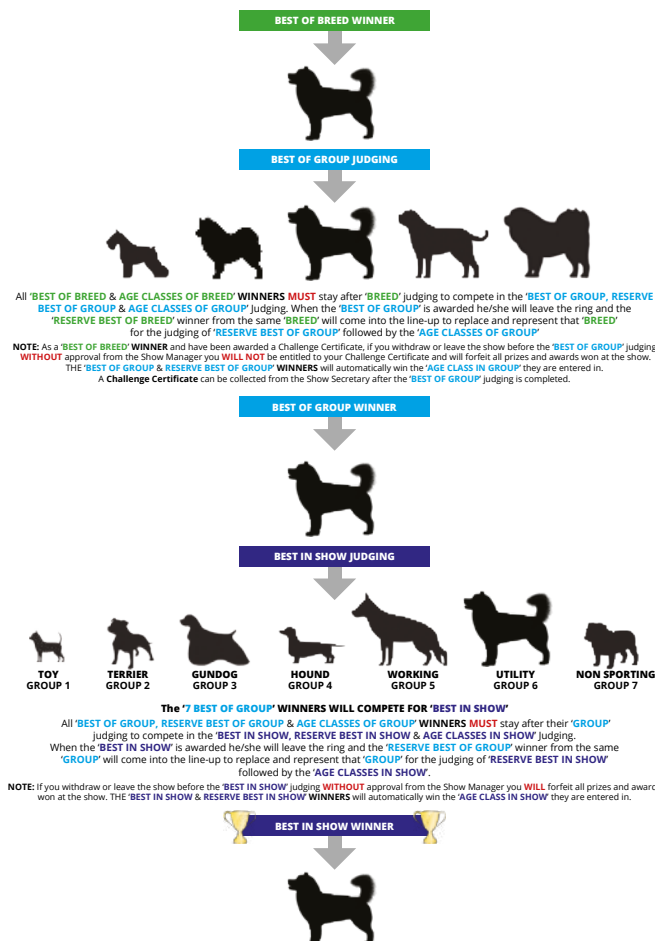 BEST OF BREED WINNER
BEST OF GROUP JUDGING
All ‘BEST OF BREED & AGE CLASSES OF BREED’ WINNERS MUST stay after ‘BREED’ judging to compete in the ‘BEST OF GROUP, RESERVE
BEST OF GROUP & AGE CLASSES OF GROUP’ Judging. When the ‘BEST OF GROUP’ is awarded he/she will leave the ring and the
‘RESERVE BEST OF BREED’ winner from the same ‘BREED’ will come into the line-up to replace and represent that ‘BREED’
for the judging of ‘RESERVE BEST OF GROUP’ followed by the ‘AGE CLASSES OF GROUP’
NOTE: As a ‘BEST OF BREED’ WINNER and have been awarded a Challenge Certificate, if you withdraw or leave the show before the ‘BEST OF GROUP’ judging
WITHOUT approval from the Show Manager you WILL NOT be entitled to your Challenge Certificate and will forfeit all prizes and awards won at the show.
THE ‘BEST OF GROUP & RESERVE BEST OF GROUP’ WINNERS will automatically win the ‘AGE CLASS IN GROUP’ they are entered in.
A Challenge Certificate can be collected from the Show Secretary after the ‘BEST OF GROUP’ judging is completed.
BEST OF GROUP WINNER
BEST IN SHOW JUDGING
TOY TERRIER GUNDOG HOUND WORKING UTILITY NON SPORTING
GROUP 1 GROUP 2 GROUP 3 GROUP 4 GROUP 5 GROUP 6 GROUP 7
The ‘7 BEST OF GROUP’ WINNERS WILL COMPETE FOR ‘BEST IN SHOW’
All ‘BEST OF GROUP, RESERVE BEST OF GROUP & AGE CLASSES OF GROUP’ WINNERS MUST stay after their ‘GROUP’
judging to compete in the ‘BEST IN SHOW, RESERVE BEST IN SHOW & AGE CLASSES IN SHOW’ Judging.
When the ‘BEST IN SHOW’ is awarded he/she will leave the ring and the ‘RESERVE BEST OF GROUP’ winner from the same
‘GROUP’ will come into the line-up to replace and represent that ‘GROUP’ for the judging of ‘RESERVE BEST IN SHOW’
followed by the ‘AGE CLASSES IN SHOW’.
NOTE: If you withdraw or leave the show before the ‘BEST IN SHOW’ judging WITHOUT approval from the Show Manager you WILL forfeit all prizes and award
won at the show. THE ‘BEST IN SHOW & RESERVE BEST IN SHOW’ WINNERS will automatically win the ‘AGE CLASS IN SHOW’ they are entered in.
BEST IN SHOW WINNER